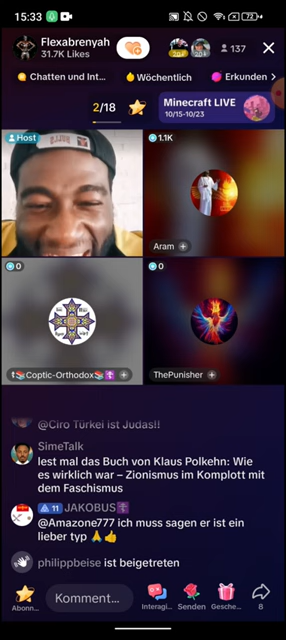 15:33
72
Flexabrenyah
31.7K Likes
137
Chatten und Int...
Wöchentlich
Erkunden
2/18
Minecraft LIVE
10/15-10/23
Host
1.1K
Aram
0
0
Coptic-Orthodox
ThePunisher
@Ciro Türkei ist Judas!!
SimeTalk
lest mal das Buch von Klaus Polkehn: Wie
es wirklich war – Zionismus im Komplott mit
dem Faschismus
11 JAKOBUS
@Amazone777 ich muss sagen er ist ein
lieber typ 🙏👍
philippbeise ist beigetreten
Kommentar...
Abonn...
Interagi...
Senden
Gesche...
8